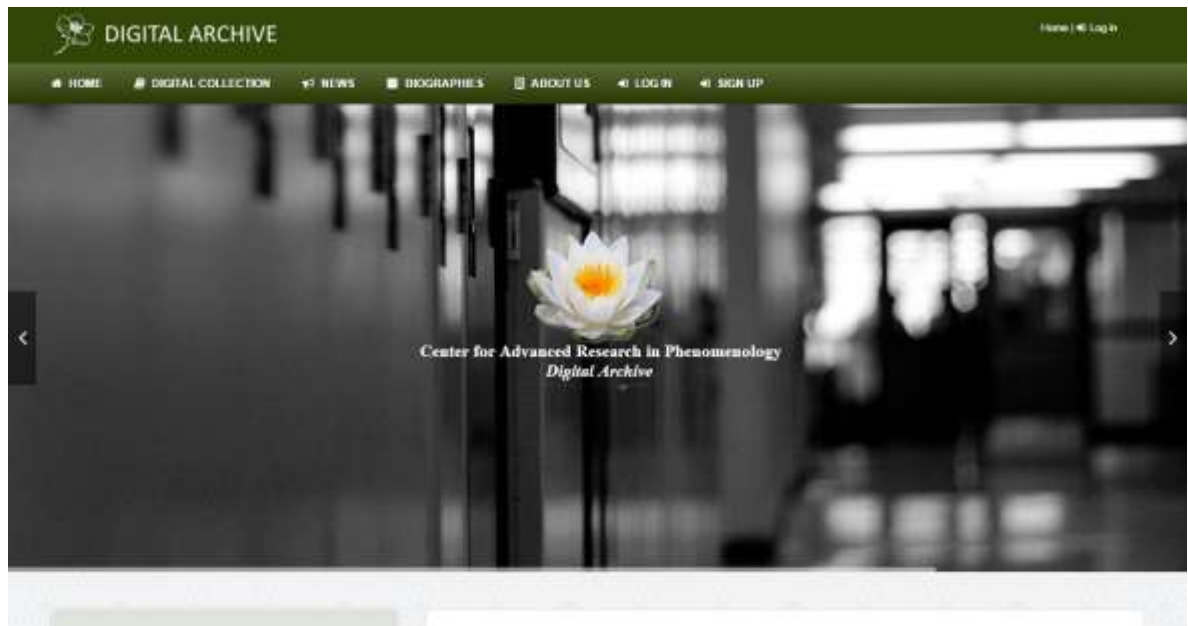 DIGITAL ARCHIVE
Home | Log in
HOME DIGITAL COLLECTION NEWS BIOGRAPHIES ABOUT US LOG IN SIGN UP
Center for Advanced Research in Phenomenology
Digital Archive